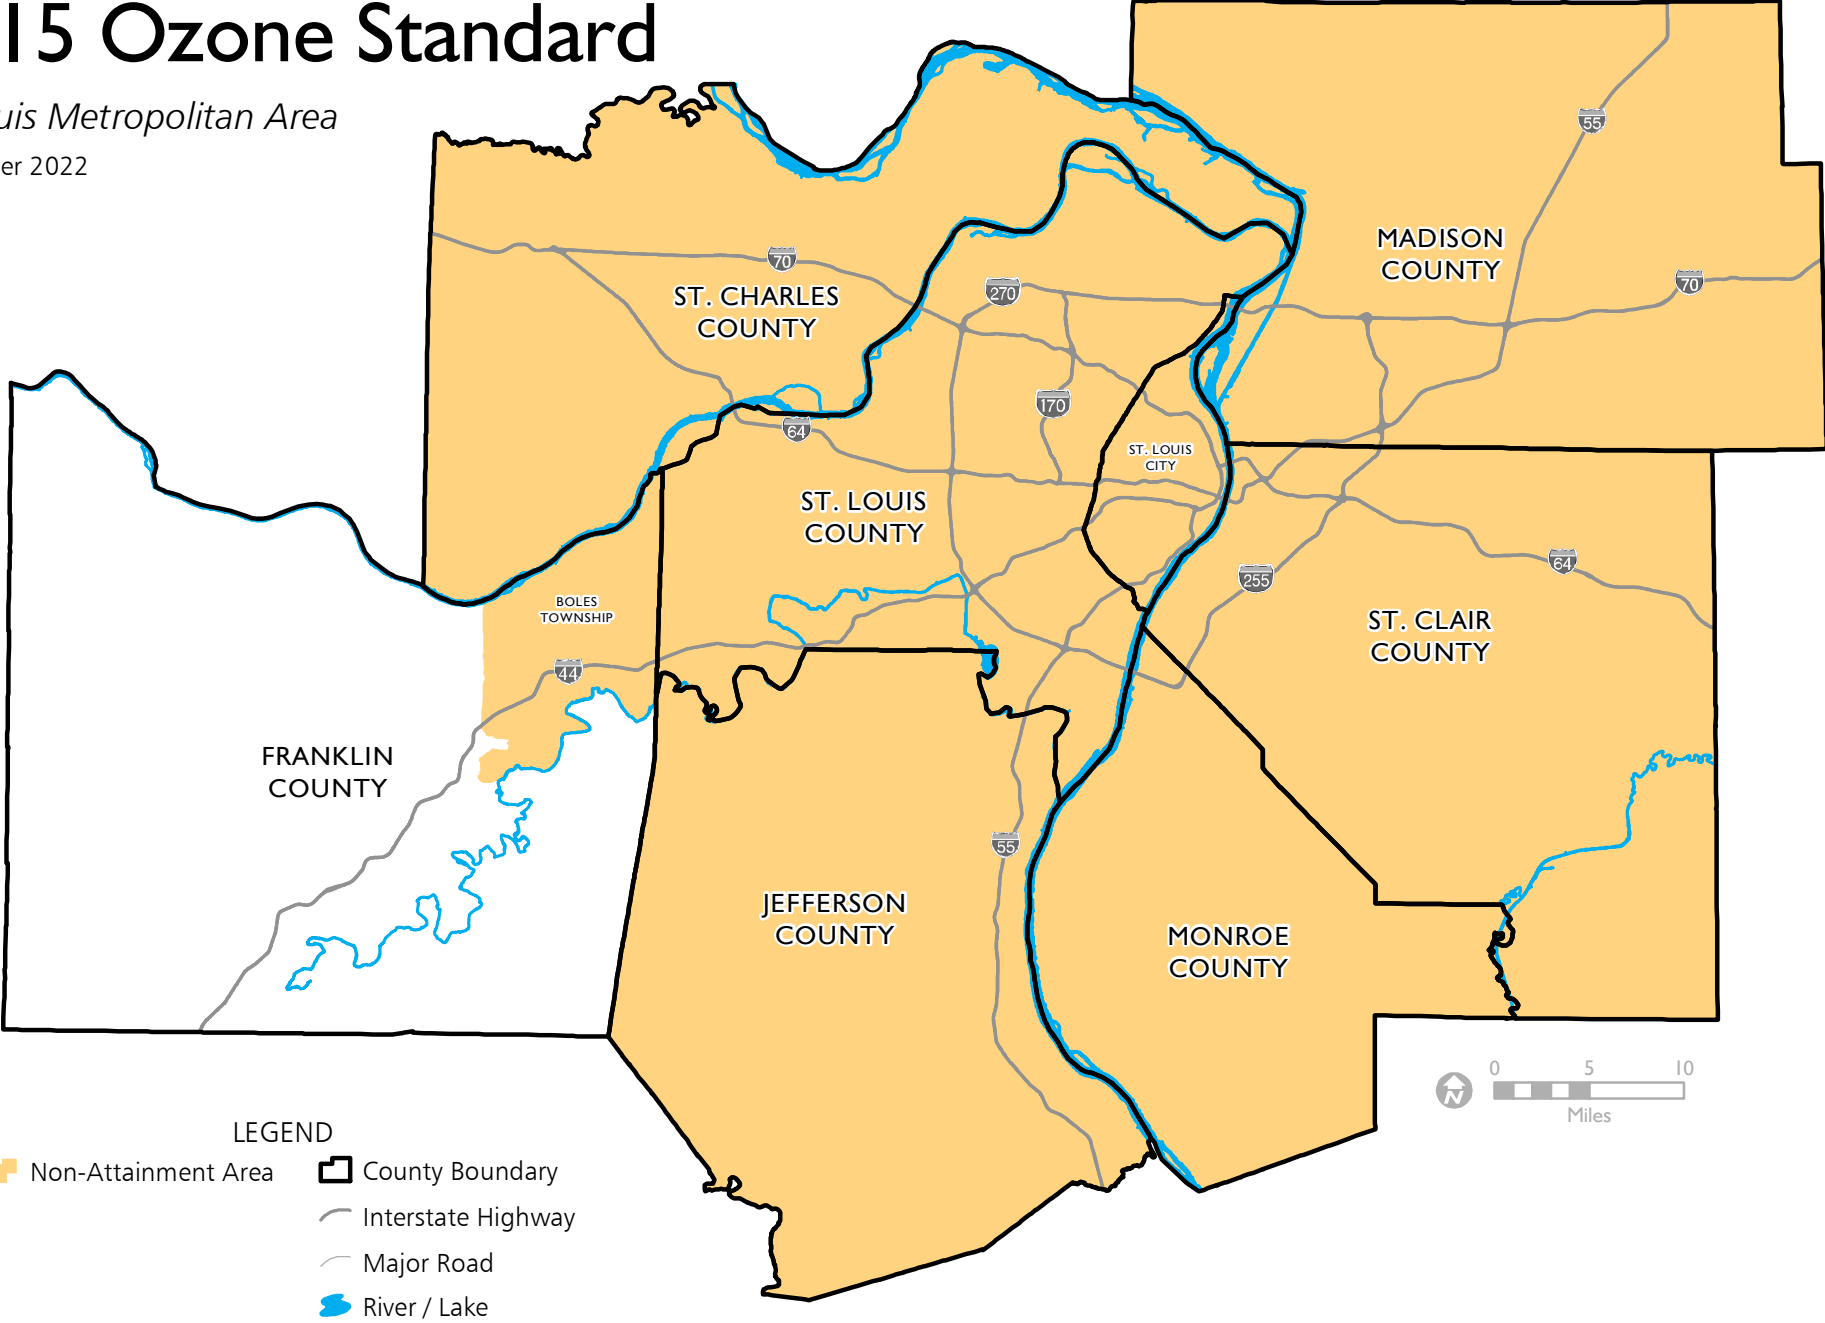 15 Ozone Standard
uis Metropolitan Area
er 2022
55
MADISON
COUNTY
70
70
270
ST. CHARLES
COUNTY
170
64
ST. LOUIS
CITY
ST. LOUIS
COUNTY
64
255
BOLES
TOWNSHIP
ST. CLAIR
COUNTY
44
FRANKLIN
COUNTY
55
JEFFERSON
COUNTY
MONROE
COUNTY
0 5 10
Miles
N
LEGEND
Non-Attainment Area
County Boundary
Interstate Highway
Major Road
River / Lake